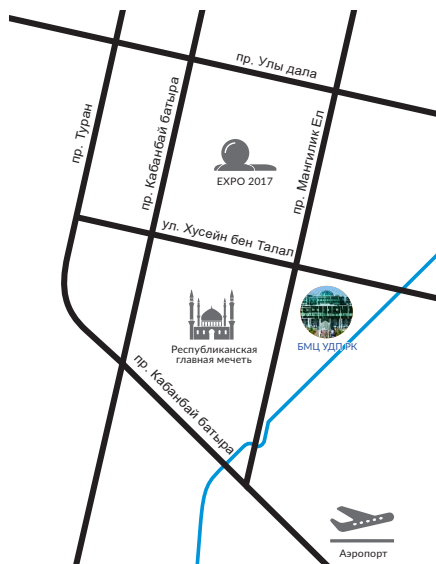 пр. Улы дала
пр. Туран
пр. Кабанбай батыра
пр. Мангилик Ел
EXPO 2017
ул. Хусейн бен Талал
Республиканская
главная мечеть
БМЦ УДП РК
пр. Кабанбай батыра
Аэропорт